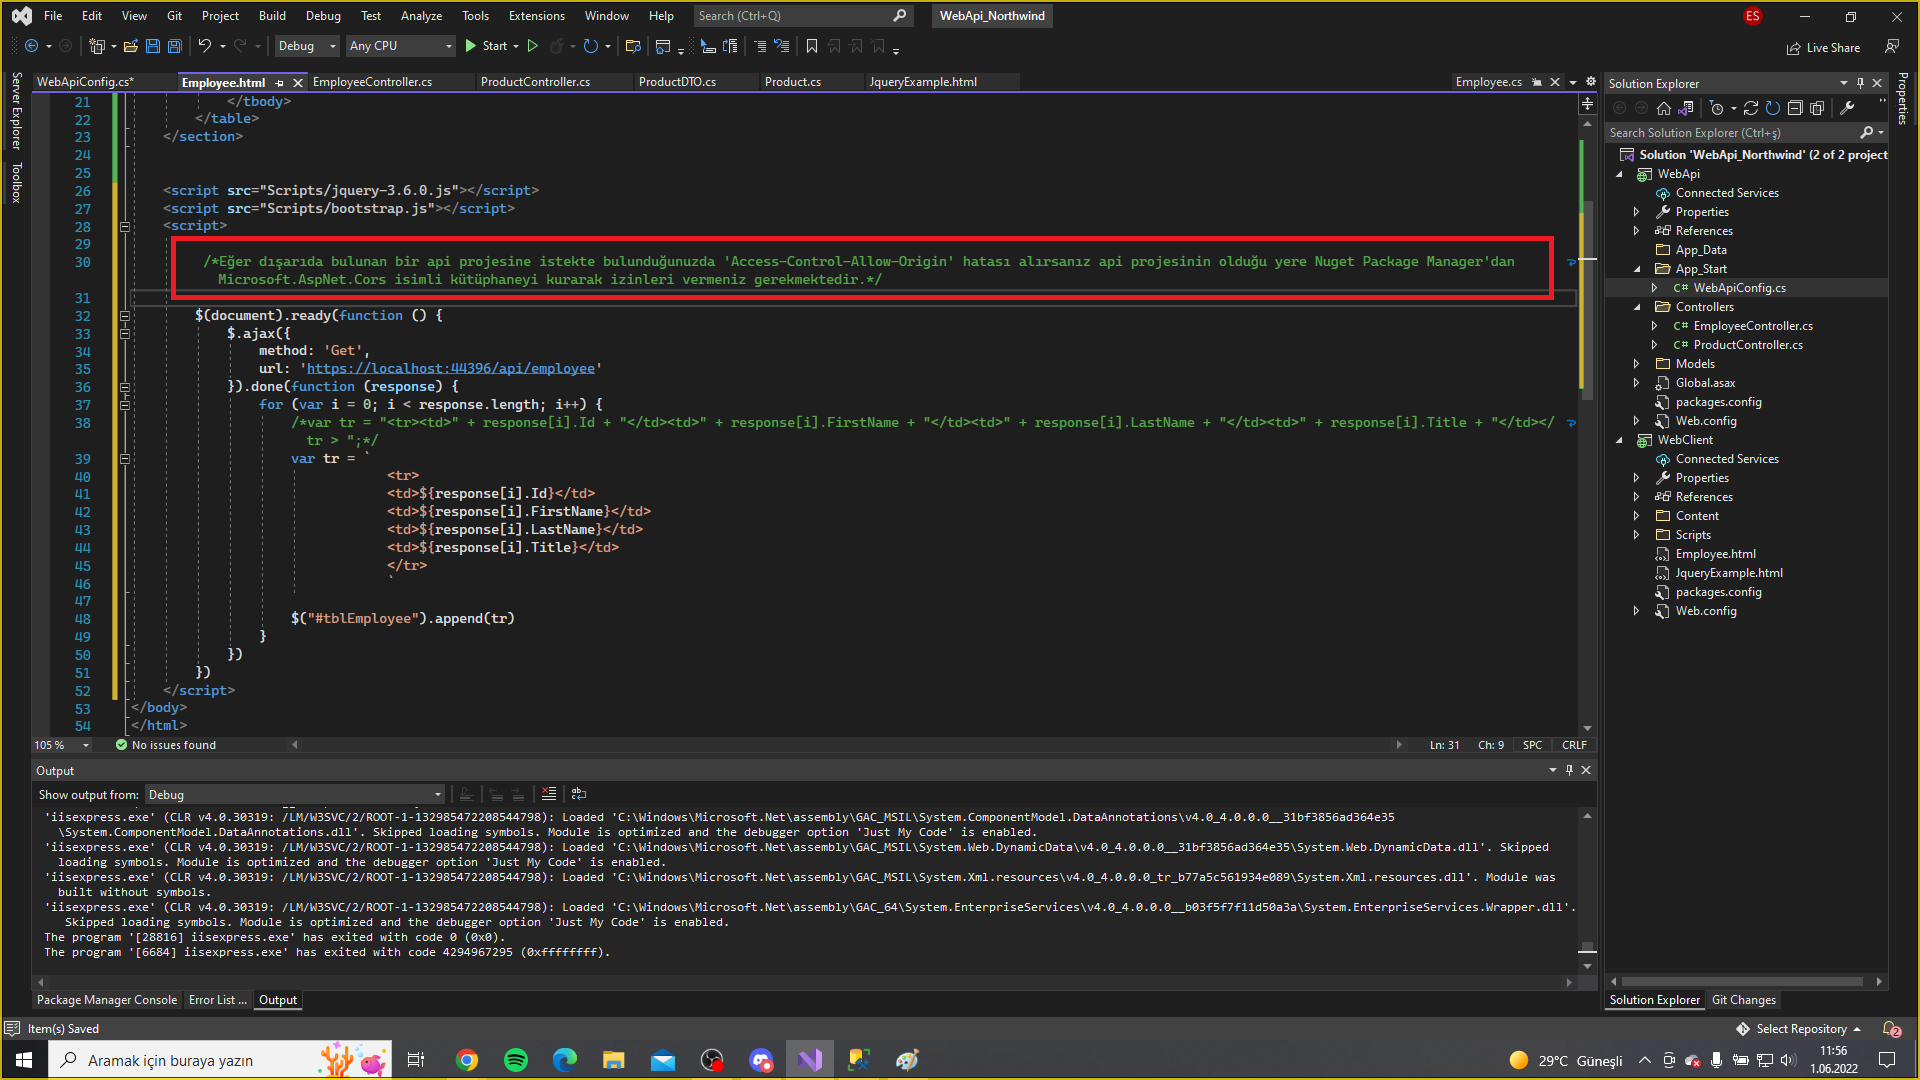 File Edit View Git Project Build Debug Test Analyze Tools Extensions Window Help Search (Ctrl+Q) WebApi_Northwind ES
Debug Any CPU Start Live Share
WebApiConfig.cs* Employee.html EmployeeController.cs ProductController.cs ProductDTO.cs Product.cs JqueryExample.html Employee.cs
Server Explorer
Toolbox
21 </tbody>
22 </table>
23 </section>
24
25
26 <script src="Scripts/jquery-3.6.0.js"></script>
27 <script src="Scripts/bootstrap.js"></script>
28 <script>
29
30 /*Eğer dışarıda bulunan bir api projesine istekte bulunduğunuzda 'Access-Control-Allow-Origin' hatası alırsanız api projesinin olduğu yere Nuget Package Manager'dan
Microsoft.AspNet.Cors isimli kütüphaneyi kurarak izinleri vermeniz gerekmektedir.*/
31
32 $(document).ready(function () {
33 $.ajax({
34 method: 'Get',
35 url: 'https://localhost:44396/api/employee'
36 }).done(function (response) {
37 for (var i = 0; i < response.length; i++) {
38 /*var tr = "<tr><td>" + response[i].Id + "</td><td>" + response[i].FirstName + "</td><td>" + response[i].LastName + "</td><td>" + response[i].Title + "</td></
tr > ";*/
39 var tr = `
40 <tr>
41 <td>${response[i].Id}</td>
42 <td>${response[i].FirstName}</td>
43 <td>${response[i].LastName}</td>
44 <td>${response[i].Title}</td>
45 </tr>
46 `
47
48 $("#tblEmployee").append(tr)
49 }
50 })
51 })
52 </script>
53 </body>
54 </html>
105 % No issues found Ln: 31 Ch: 9 SPC CRLF
Output
Show output from: Debug
'iisexpress.exe' (CLR v4.0.30319: /LM/W3SVC/2/ROOT-1-132985472208544798): Loaded 'C:\Windows\Microsoft.Net\assembly\GAC_MSIL\System.ComponentModel.DataAnnotations\v4.0_4.0.0.0__31bf3856ad364e35
\System.ComponentModel.DataAnnotations.dll'. Skipped loading symbols. Module is optimized and the debugger option 'Just My Code' is enabled.
'iisexpress.exe' (CLR v4.0.30319: /LM/W3SVC/2/ROOT-1-132985472208544798): Loaded 'C:\Windows\Microsoft.Net\assembly\GAC_MSIL\System.Web.DynamicData\v4.0_4.0.0.0__31bf3856ad364e35\System.Web.DynamicData.dll'. Skipped
loading symbols. Module is optimized and the debugger option 'Just My Code' is enabled.
'iisexpress.exe' (CLR v4.0.30319: /LM/W3SVC/2/ROOT-1-132985472208544798): Loaded 'C:\Windows\Microsoft.Net\assembly\GAC_MSIL\System.Xml.resources\v4.0_4.0.0.0_tr_b77a5c561934e089\System.Xml.resources.dll'. Module was
built without symbols.
'iisexpress.exe' (CLR v4.0.30319: /LM/W3SVC/2/ROOT-1-132985472208544798): Loaded 'C:\Windows\Microsoft.Net\assembly\GAC_64\System.EnterpriseServices\v4.0_4.0.0.0__b03f5f7f11d50a3a\System.EnterpriseServices.Wrapper.dll'.
Skipped loading symbols. Module is optimized and the debugger option 'Just My Code' is enabled.
The program '[28816] iisexpress.exe' has exited with code 0 (0x0).
The program '[6684] iisexpress.exe' has exited with code 4294967295 (0xffffffff).
Package Manager Console Error List ... Output
Solution Explorer
Search Solution Explorer (Ctrl+ş)
Solution 'WebApi_Northwind' (2 of 2 project
WebApi
Connected Services
Properties
References
App_Data
App_Start
C# WebApiConfig.cs
Controllers
C# EmployeeController.cs
C# ProductController.cs
Models
Global.asax
packages.config
Web.config
WebClient
Connected Services
Properties
References
Content
Scripts
Employee.html
JqueryExample.html
packages.config
Web.config
Solution Explorer Git Changes
Properties
Item(s) Saved Select Repository 2
Aramak için buraya yazın 29°C Güneşli 11:56
1.06.2022